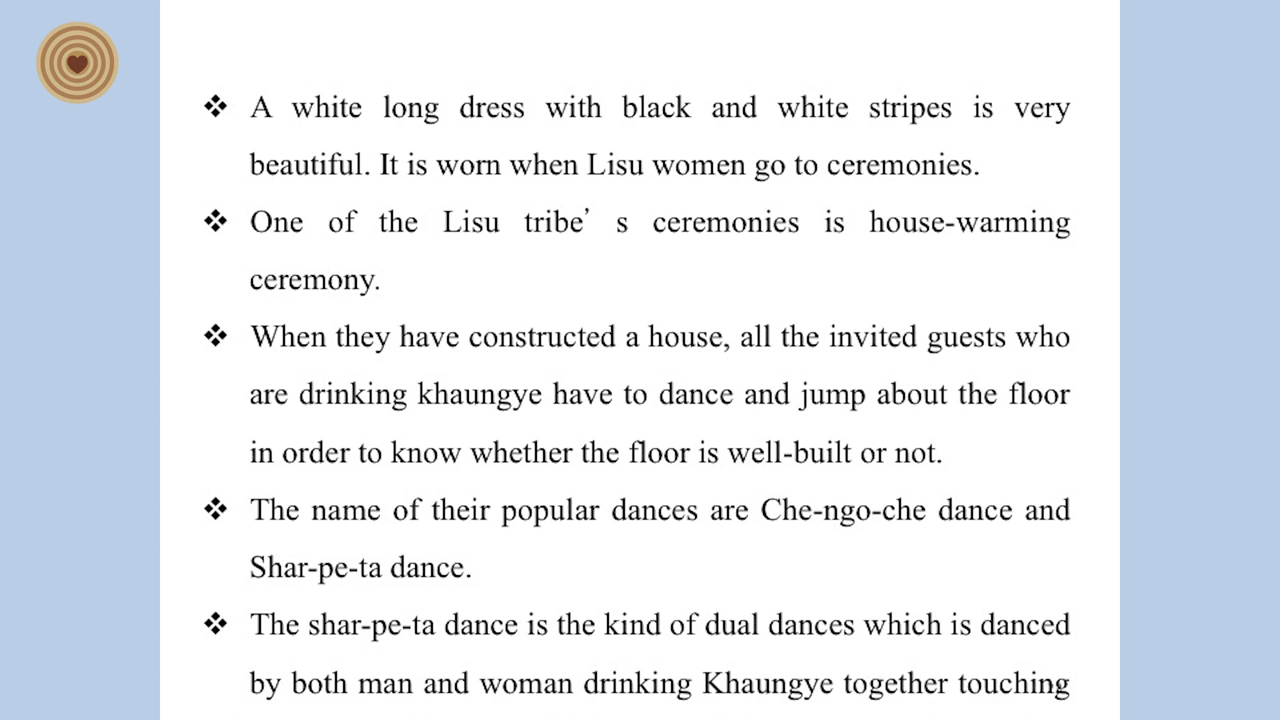 ❖ A white long dress with black and white stripes is very
beautiful. It is worn when Lisu women go to ceremonies.
❖ One of the Lisu tribe’ s ceremonies is house-warming
ceremony.
❖ When they have constructed a house, all the invited guests who
are drinking khaungye have to dance and jump about the floor
in order to know whether the floor is well-built or not.
❖ The name of their popular dances are Che-ngo-che dance and
Shar-pe-ta dance.
❖ The shar-pe-ta dance is the kind of dual dances which is danced
by both man and woman drinking Khaungye together touching